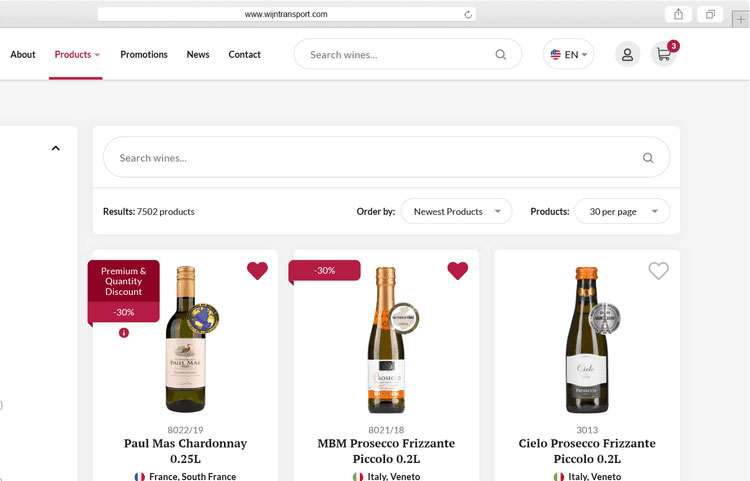 www.wijntransport.com
About Products Promotions News Contact Search wines... EN 3
Search wines...
Results: 7502 products Order by: Newest Products Products: 30 per page
Premium &
Quantity
Discount
-30%
-30%
PAUL MAS
PROSECCO
Cielo
PROSECCO
8022/19
Paul Mas Chardonnay
0.25L
France, South France
8021/18
MBM Prosecco Frizzante
Piccolo 0.2L
Italy, Veneto
3013
Cielo Prosecco Frizzante
Piccolo 0.2L
Italy, Veneto